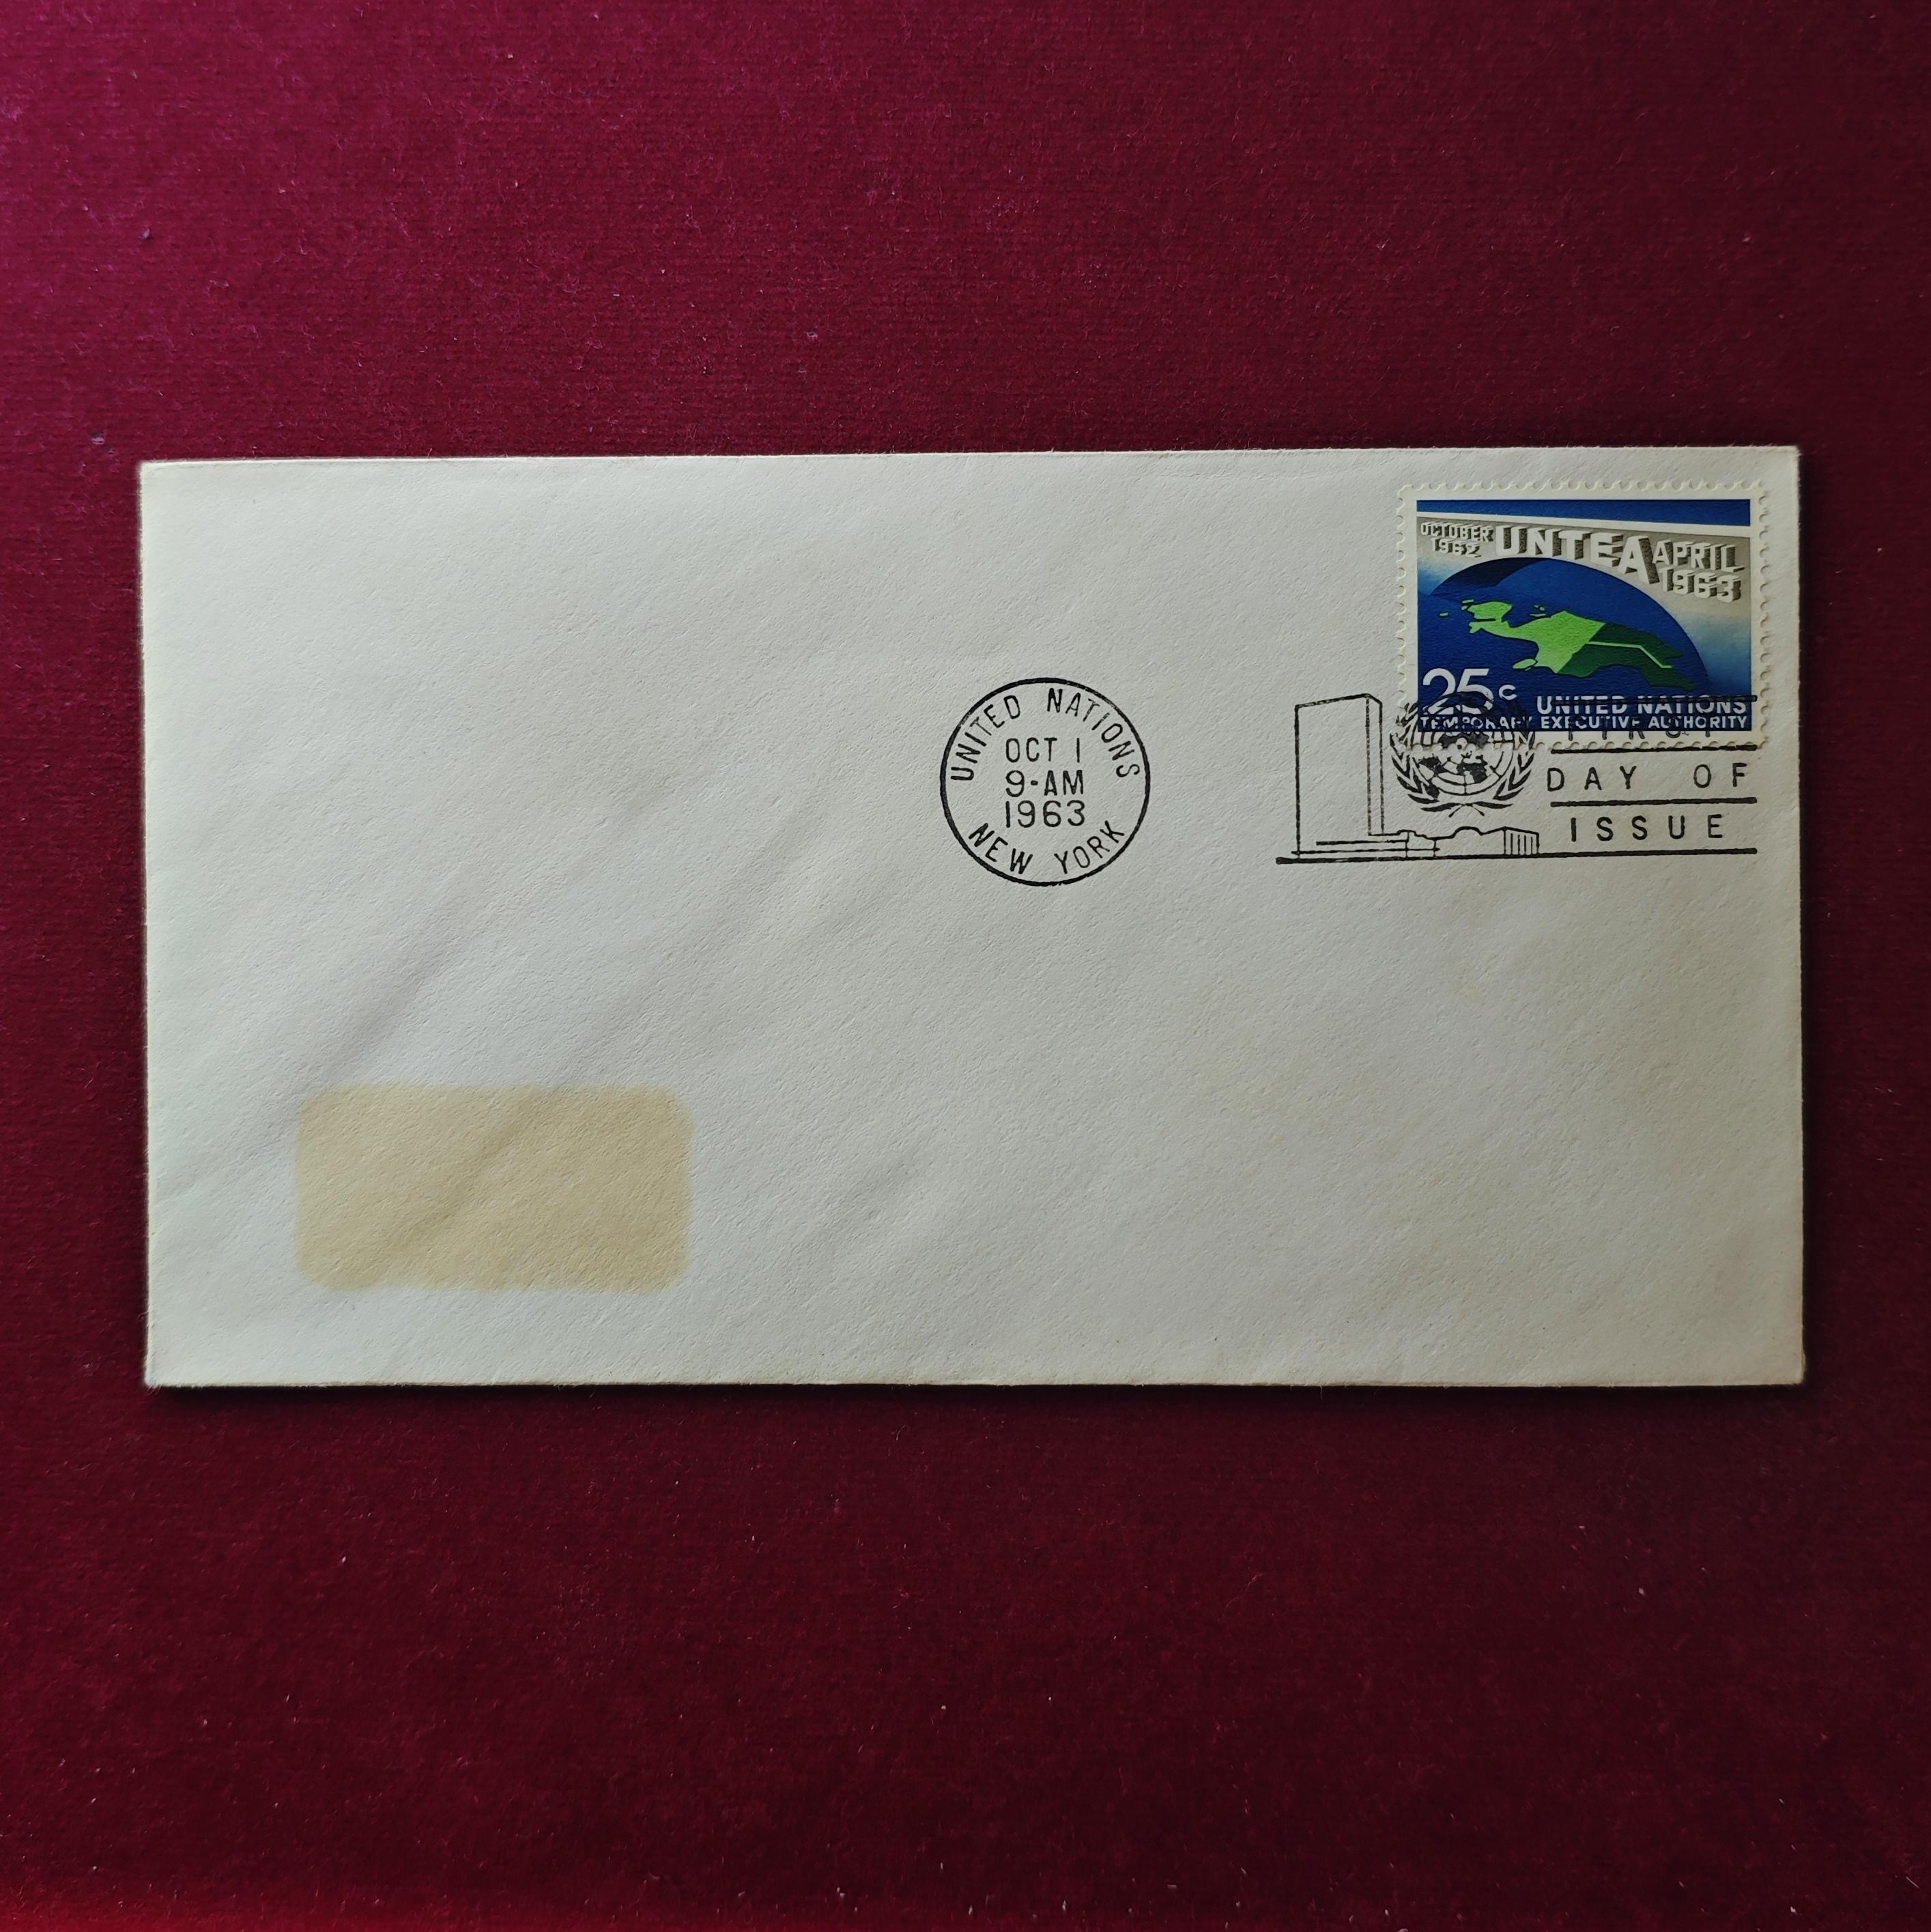 OCTOBER
1962
UNTEA
APRIL
1963
25c
UNITED NATIONS
TEMPORARY EXECUTIVE AUTHORITY
UNITED NATIONS
OCT 1
9-AM
1963
NEW YORK
FIRST
DAY OF
ISSUE